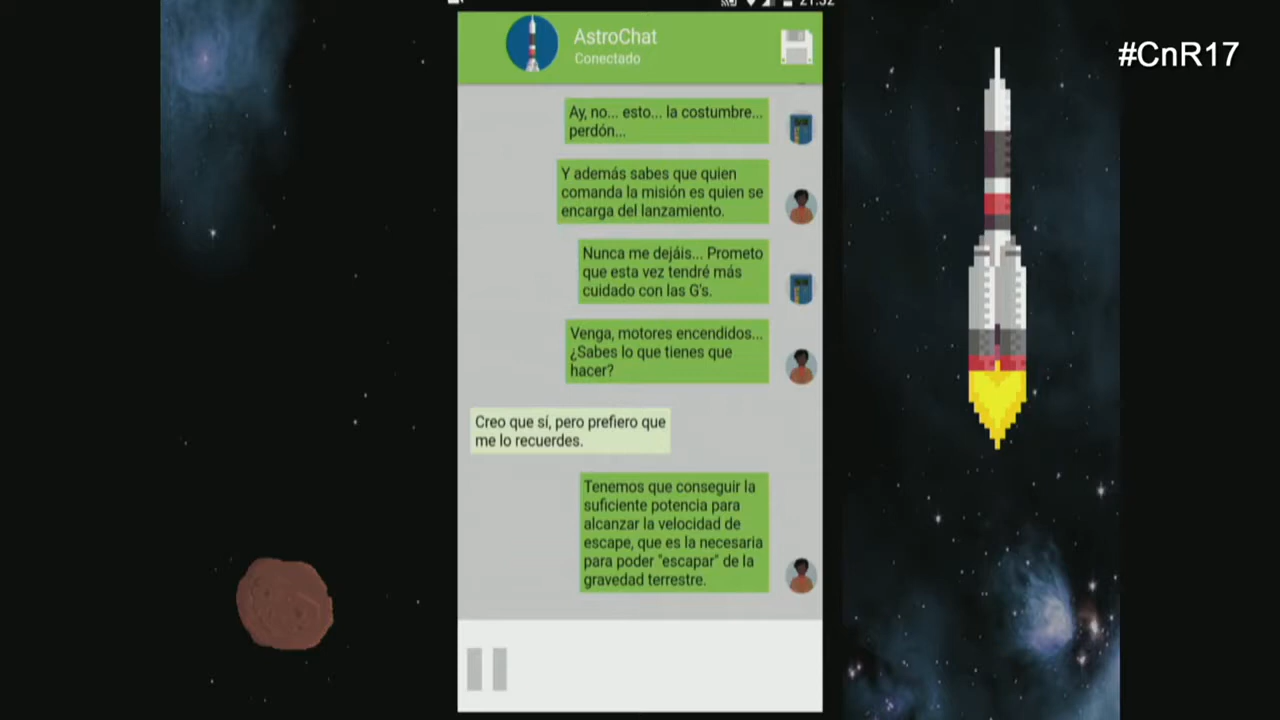 21:52
AstroChat
Conectado
#CnR17
Ay, no... esto... la costumbre...
perdón...
Y además sabes que quien
comanda la misión es quien se
encarga del lanzamiento.
Nunca me dejáis... Prometo
que esta vez tendré más
cuidado con las G's.
Venga, motores encendidos...
¿Sabes lo que tienes que
hacer?
Creo que sí, pero prefiero que
me lo recuerdes.
Tenemos que conseguir la
suficiente potencia para
alcanzar la velocidad de
escape, que es la necesaria
para poder "escapar" de la
gravedad terrestre.